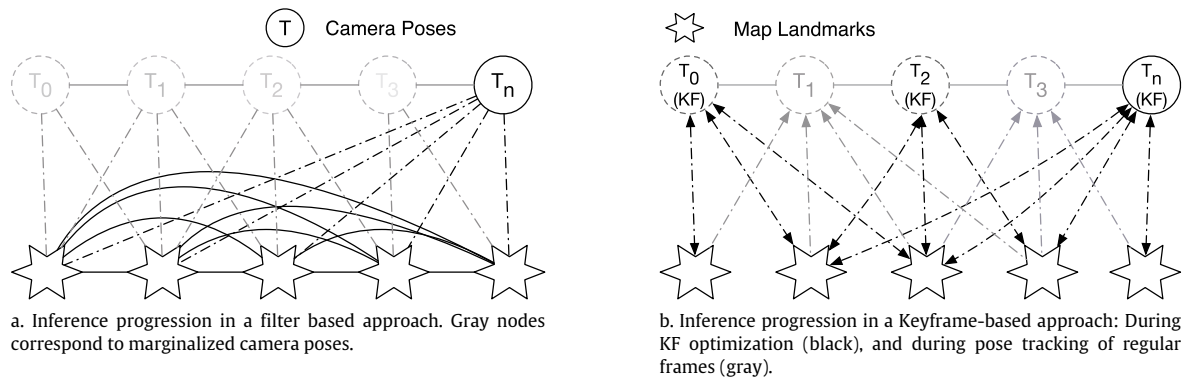 T Camera Poses
Map Landmarks
T0 T1 T2 T3 Tn
T0 (KF) T1 T2 (KF) T3 Tn (KF)
a. Inference progression in a filter based approach. Gray nodes
correspond to marginalized camera poses.
b. Inference progression in a Keyframe-based approach: During
KF optimization (black), and during pose tracking of regular
frames (gray).